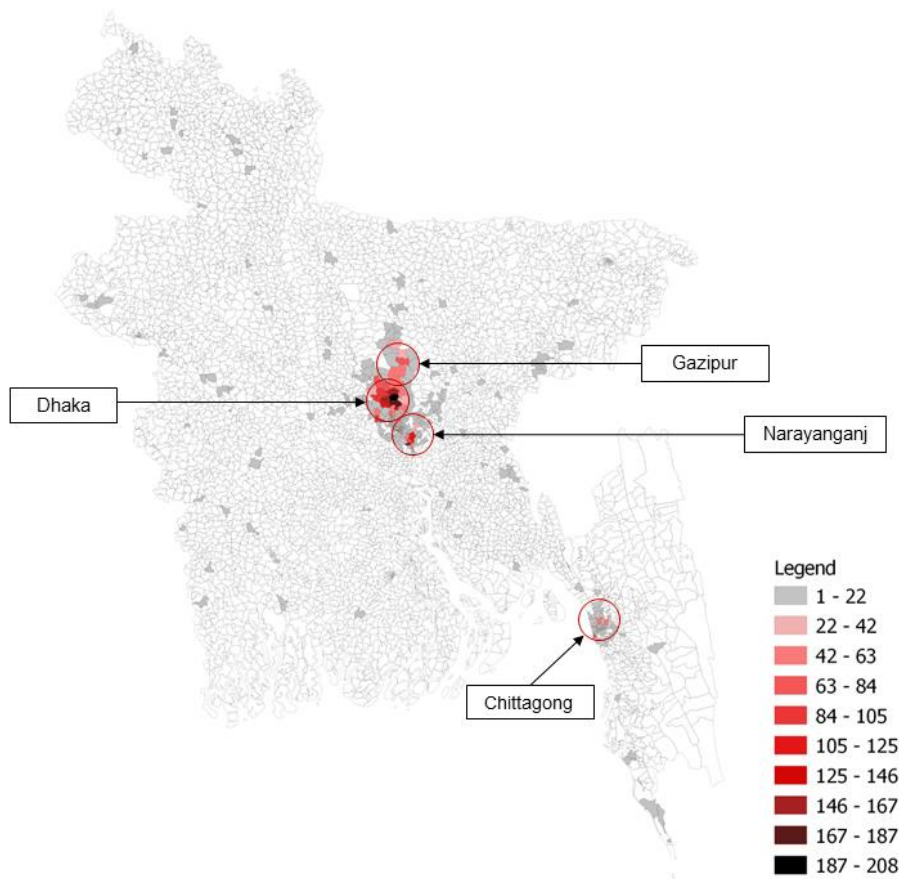 Gazipur
Dhaka
Narayanganj
Chittagong
Legend
1 - 22
22 - 42
42 - 63
63 - 84
84 - 105
105 - 125
125 - 146
146 - 167
167 - 187
187 - 208